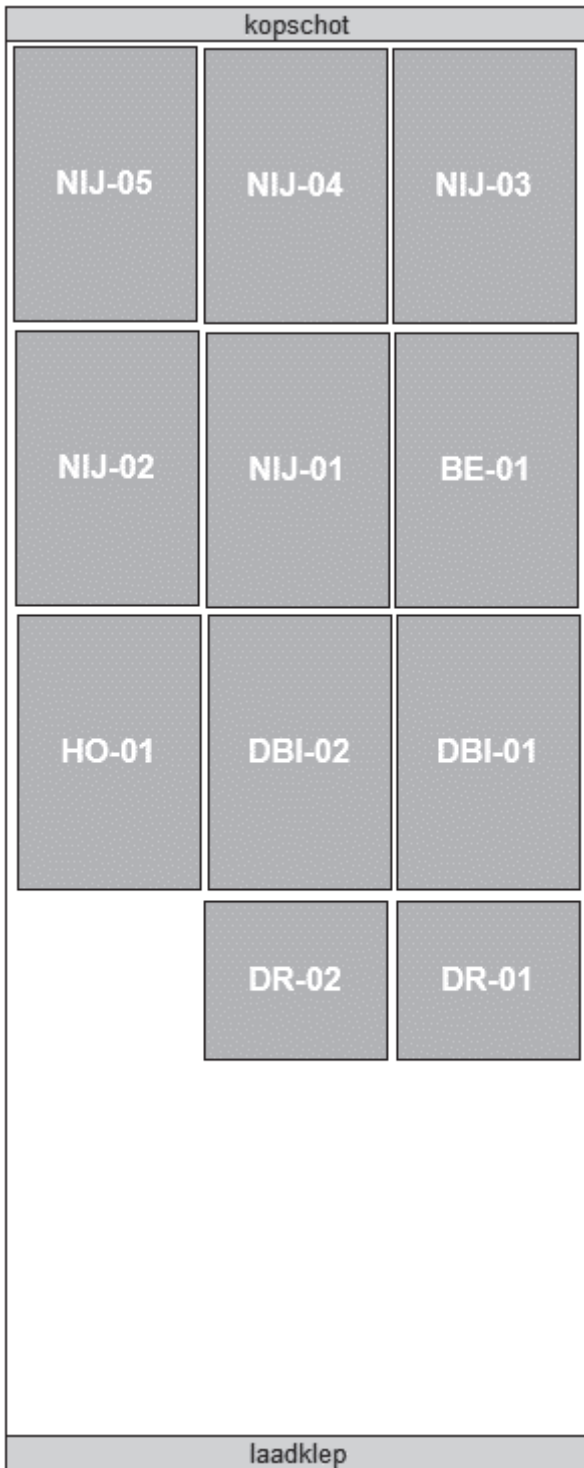 kopschot
NIJ-05 NIJ-04 NIJ-03
NIJ-02 NIJ-01 BE-01
HO-01 DBI-02 DBI-01
DR-02 DR-01
laadklep